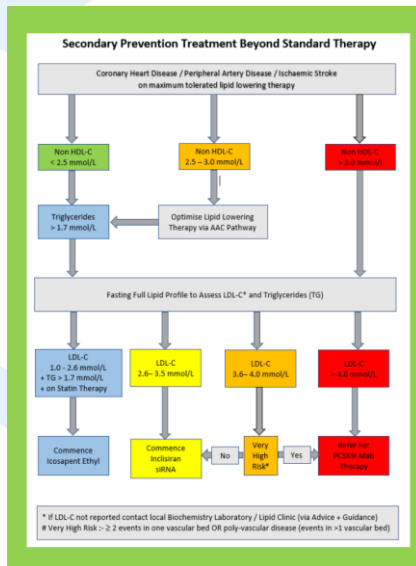 Secondary Prevention Treatment Beyond Standard Therapy
Coronary Heart Disease / Peripheral Artery Disease / Ischaemic Stroke
on maximum tolerated lipid lowering therapy
Non HDL-C
< 2.5 mmol/L
Non HDL-C
2.5 – 3.0 mmol/L
Non HDL-C
> 3.0 mmol/l
Triglycerides
> 1.7 mmol/L
Optimise Lipid Lowering
Therapy via AAC Pathway
Fasting Full Lipid Profile to Assess LDL-C* and Triglycerides (TG)
LDL-C
1.0 - 2.6 mmol/L
+ TG > 1.7 mmol/L
+ on Statin Therapy
LDL-C
2.6– 3.5 mmol/L
LDL-C
3.6– 4.0 mmol/L
LDL-C
> 4.0 mmol/L
Commence
Icosapent Ethyl
Commence
Inclisiran
siRNA
No
Very
High
Risk#
Yes
Refer For
PCSK9i Mab
Therapy
* If LDL-C not reported contact local Biochemistry Laboratory / Lipid Clinic (via Advice + Guidance)
# Very High Risk :- ≥ 2 events in one vascular bed OR poly-vascular disease (events in >1 vascular bed)